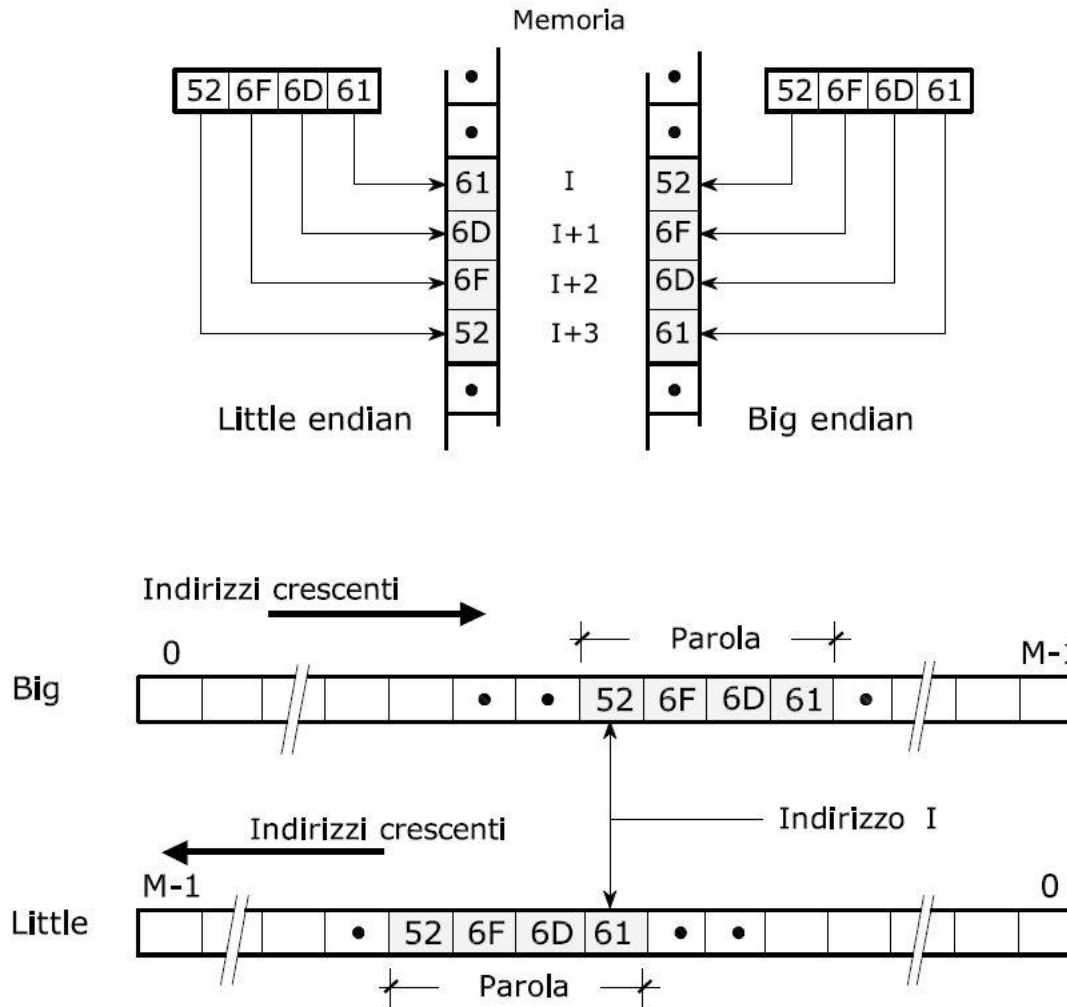 Memoria
52 6F 6D 61 52 6F 6D 61
61 I 52
6D I+1 6F
6F I+2 6D
52 I+3 61
Little endian Big endian
Indirizzi crescenti
0 Parola M-1
Big 52 6F 6D 61
Indirizzo I
Indirizzi crescenti
M-1 0
Little 52 6F 6D 61
Parola